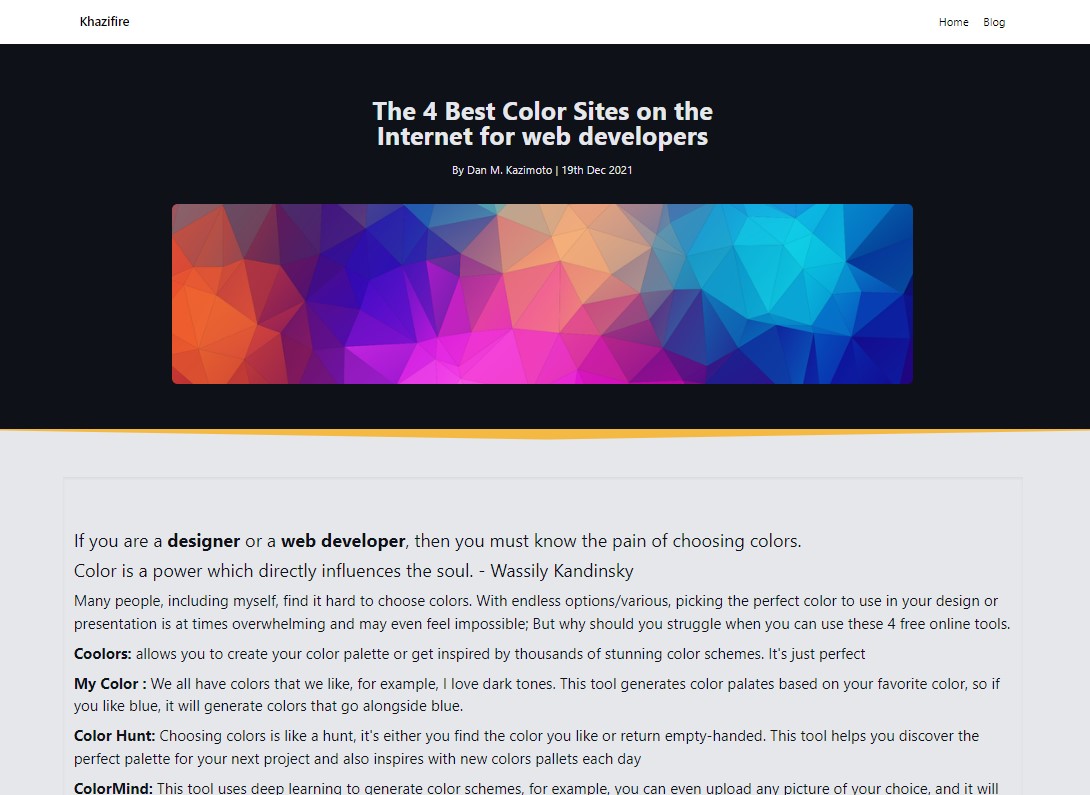 Khazifire
Home Blog
The 4 Best Color Sites on the
Internet for web developers
By Dan M. Kazimoto | 19th Dec 2021
If you are a designer or a web developer, then you must know the pain of choosing colors.
Color is a power which directly influences the soul. - Wassily Kandinsky
Many people, including myself, find it hard to choose colors. With endless options/various, picking the perfect color to use in your design or
presentation is at times overwhelming and may even feel impossible; But why should you struggle when you can use these 4 free online tools.
Coolors: allows you to create your color palette or get inspired by thousands of stunning color schemes. It's just perfect
My Color : We all have colors that we like, for example, I love dark tones. This tool generates color palates based on your favorite color, so if
you like blue, it will generate colors that go alongside blue.
Color Hunt: Choosing colors is like a hunt, it's either you find the color you like or return empty-handed. This tool helps you discover the
perfect palette for your next project and also inspires with new colors pallets each day
ColorMind: This tool uses deep learning to generate color schemes, for example, you can even upload any picture of your choice, and it will